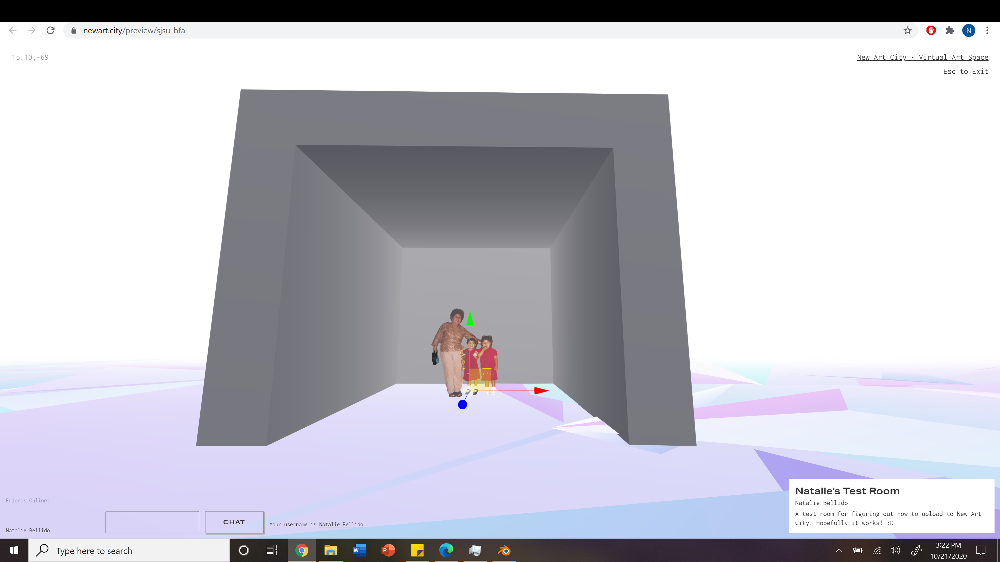 newart.city/preview/sjsu-bfa
N
15,10,-69
New Art City • Virtual Art Space
Esc to Exit
Friends Online:
Natalie Bellido
CHAT
Your username is Natalie Bellido
Natalie's Test Room
Natalie Bellido
A test room for figuring out how to upload to New Art
City. Hopefully it works! :D
Type here to search
W
P
3:22 PM
10/21/2020